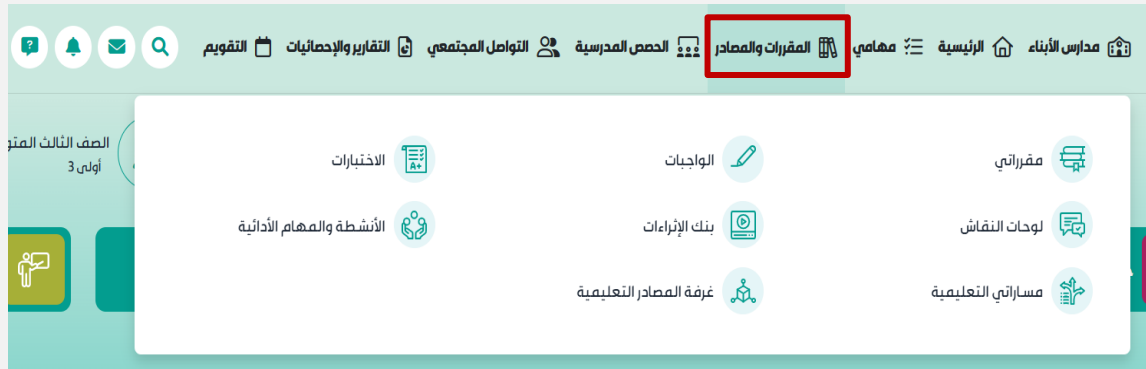 مدارس الأبناء الرئيسية مهامي المقررات والمصادر الحصص المدرسية التواصل المجتمعي التقارير والإحصائيات التقويم
مقرراتي الواجبات الاختبارات
الصف الثالث
أولى 3
لوحات النقاش بنك الإثراءات الأنشطة والمهام الأدائية
مساراتي التعليمية غرفة المصادر التعليمية